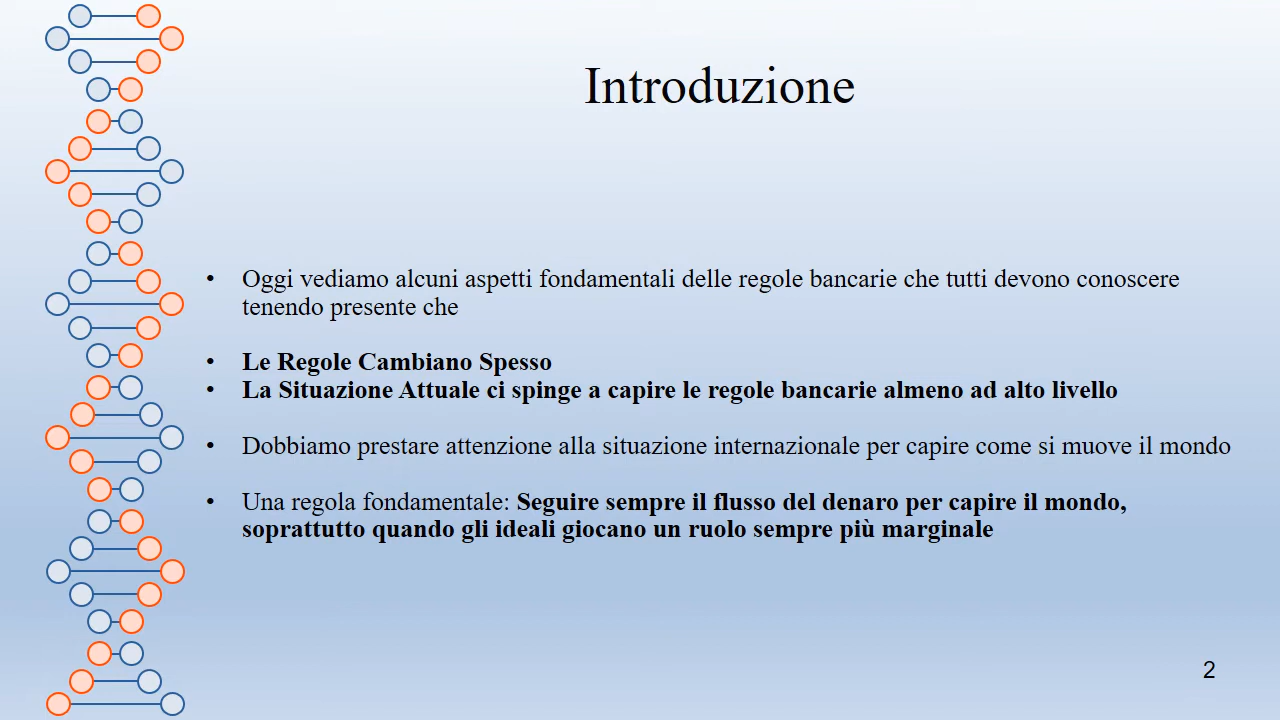 Introduzione
• Oggi vediamo alcuni aspetti fondamentali delle regole bancarie che tutti devono conoscere
tenendo presente che
• Le Regole Cambiano Spesso
• La Situazione Attuale ci spinge a capire le regole bancarie almeno ad alto livello
• Dobbiamo prestare attenzione alla situazione internazionale per capire come si muove il mondo
• Una regola fondamentale: Seguire sempre il flusso del denaro per capire il mondo,
soprattutto quando gli ideali giocano un ruolo sempre più marginale
2